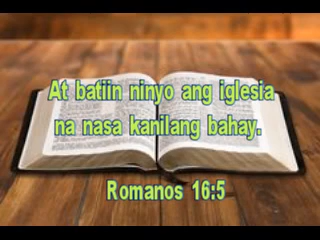 At batiin ninyo ang iglesia
na nasa kanilang bahay.
Romanos 16:5